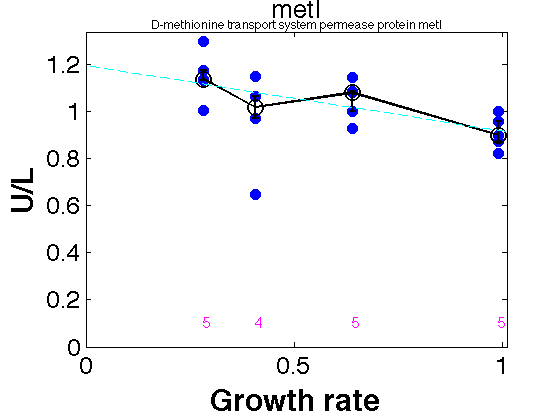 metI
D-methionine transport system permease protein metI
U/L
1.2
1
0.8
0.6
0.4
0.2
0
5 4 5 5
0 0.5 1
Growth rate